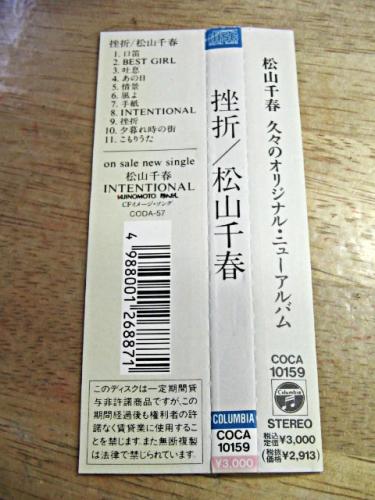 挫折/松山千春
1. 口笛
2. BEST GIRL
3. 吐息
4. あの日
5. 情景
6. 風よ
7. 手紙
8. INTENTIONAL
9. 挫折
10. 夕暮れ時の街
11. こもりうた
on sale new single
松山千春
INTENTIONAL
AJINOMOTO
CFイメージ・ソング
CODA-57
4 988001 268871
このディスクは一定期間貸
与非許諾商品ですが、この
期間経過後も権利者の許
諾なく賃貸業に使用するこ
とを禁じます。また無断複製
は法律で禁じられています。
挫折/松山千春
COLUMBIA
COCA
10159
¥3,000
松山千春 久々のオリジナル・ニューアルバム
COCA
10159
Columbia
STEREO
税込定価 ¥3,000
(税抜価格 ¥2,913)